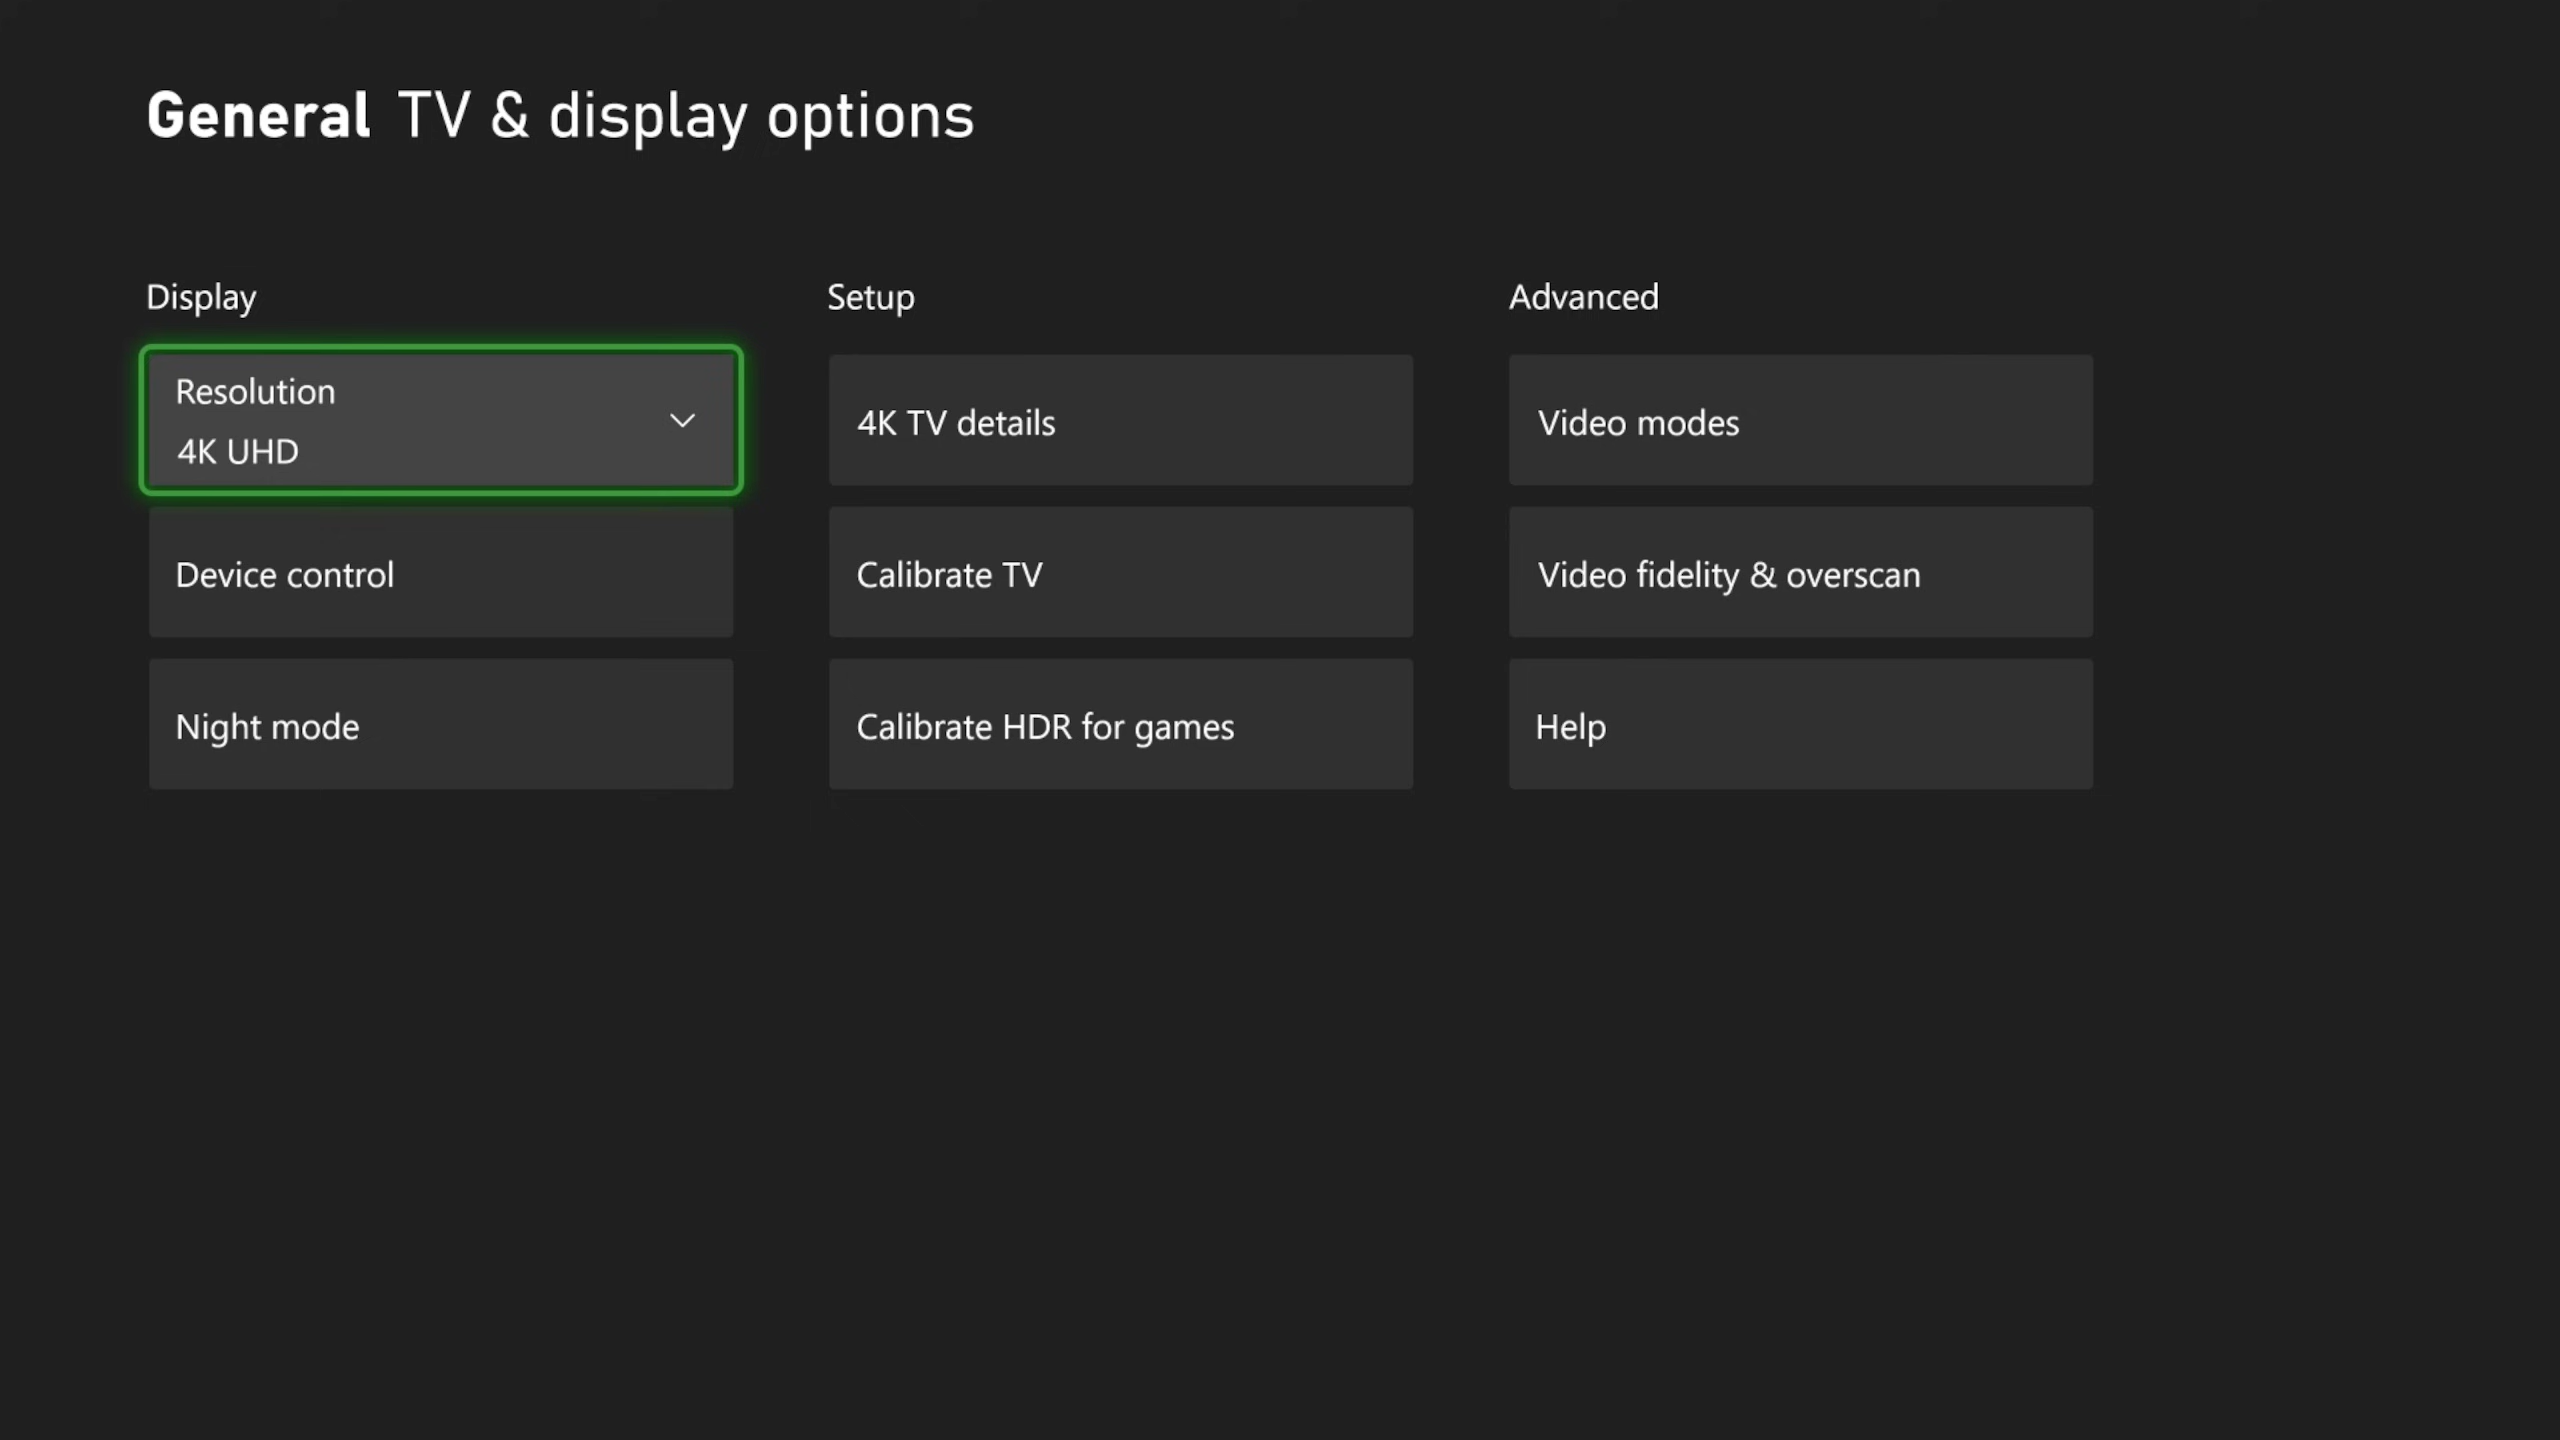 General TV & display options
Display
Resolution
4K UHD
Device control
Night mode
Setup
4K TV details
Calibrate TV
Calibrate HDR for games
Advanced
Video modes
Video fidelity & overscan
Help